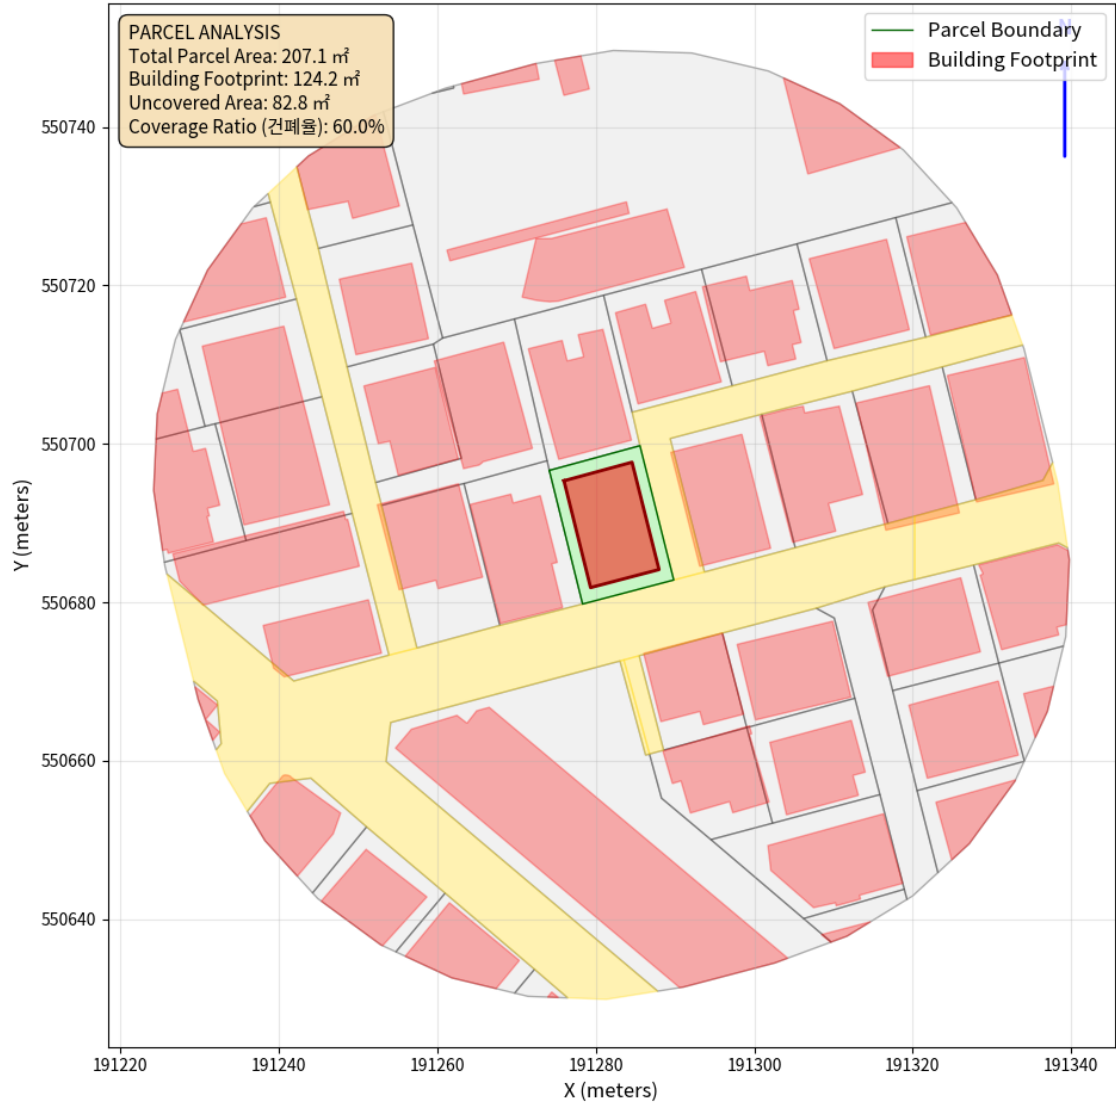 PARCEL ANALYSIS
Total Parcel Area: 207.1 ㎡
Building Footprint: 124.2 ㎡
Uncovered Area: 82.8 ㎡
Coverage Ratio (건폐율): 60.0%
N
Parcel Boundary
Building Footprint
550740
550720
550700
550680
550660
550640
Y (meters)
191220
191240
191260
191280
191300
191320
191340
X (meters)